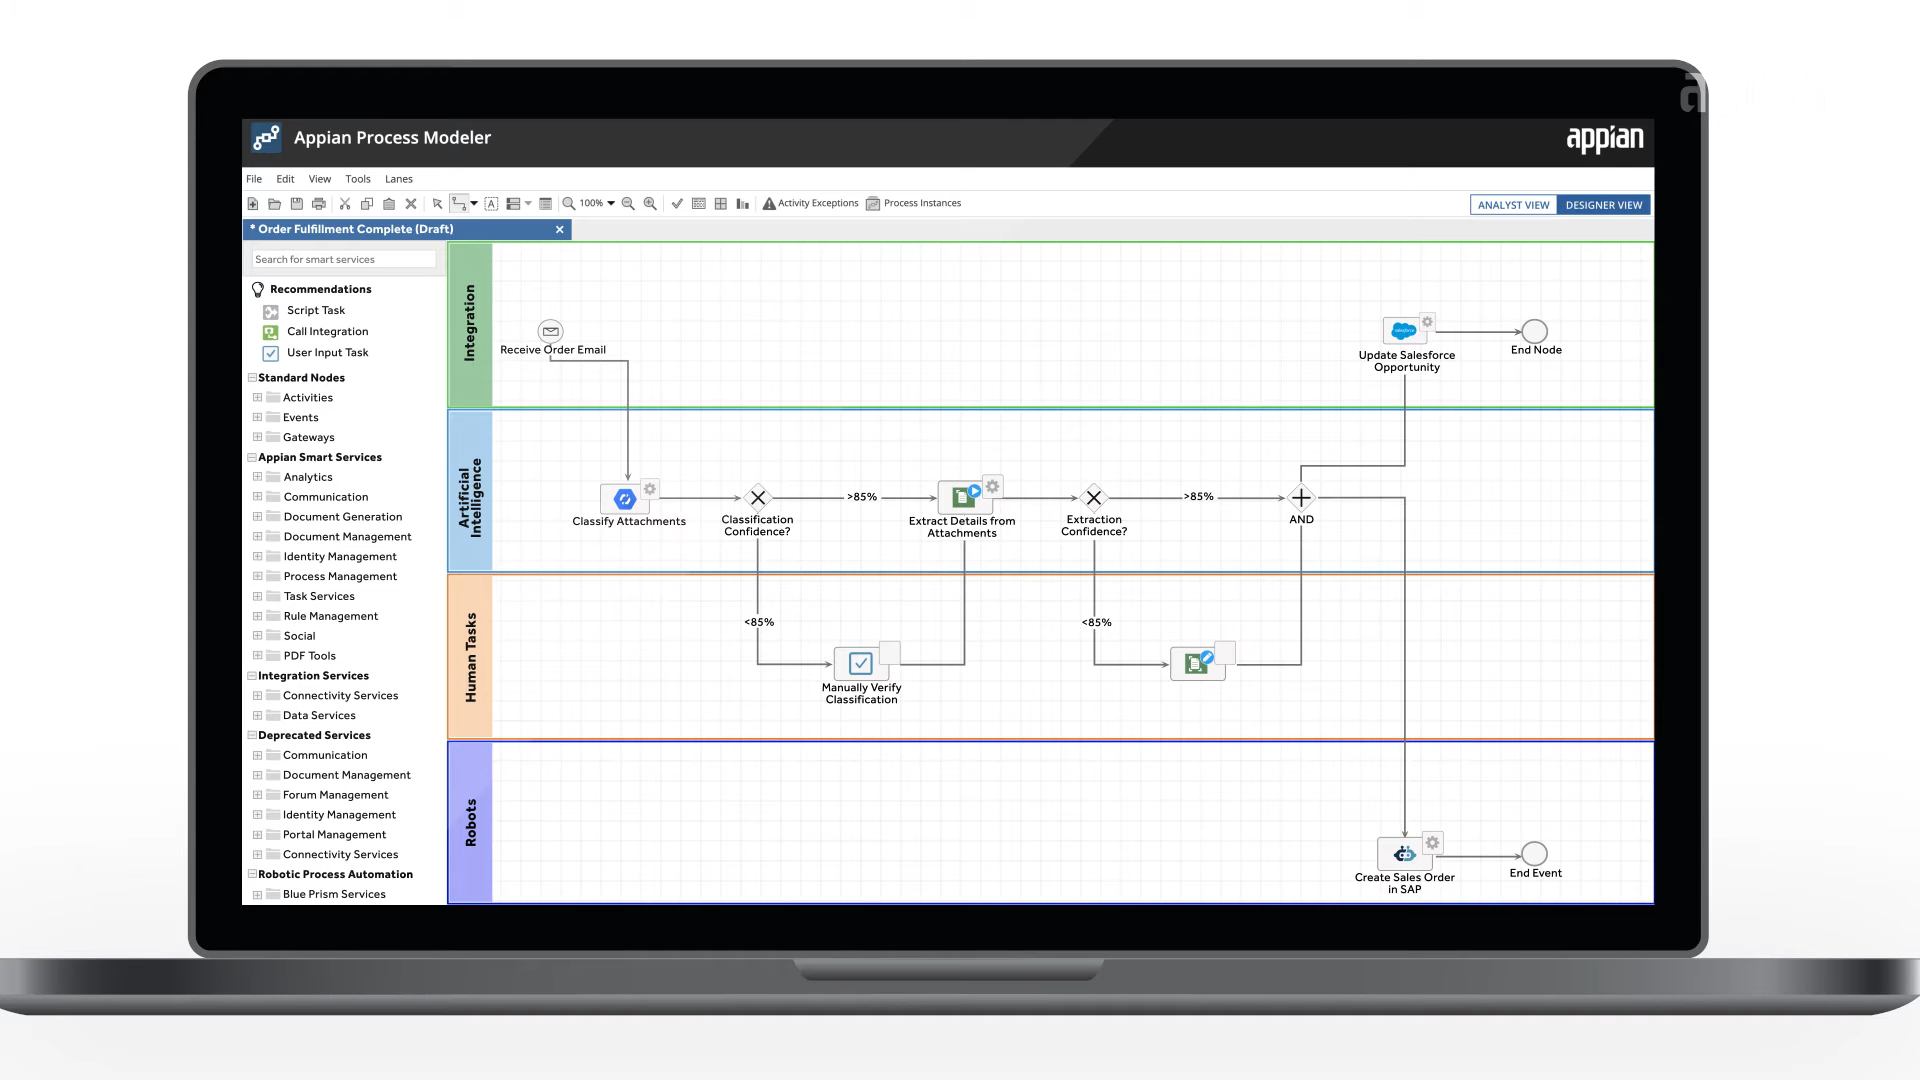 Appian Process Modeler
appian
File Edit View Tools Lanes
A 100% Activity Exceptions Process Instances
ANALYST VIEW DESIGNER VIEW
* Order Fulfillment Complete (Draft)
Search for smart services
Recommendations
Script Task
Call Integration
User Input Task
Standard Nodes
Activities
Events
Gateways
Appian Smart Services
Analytics
Communication
Document Generation
Document Management
Identity Management
Process Management
Task Services
Rule Management
Social
PDF Tools
Integration Services
Connectivity Services
Data Services
Deprecated Services
Communication
Document Management
Forum Management
Identity Management
Portal Management
Connectivity Services
Robotic Process Automation
Blue Prism Services
Integration
Receive Order Email
salesforce
Update Salesforce
Opportunity
End Node
Artificial
Intelligence
Classify Attachments
Classification
Confidence?
>85%
Extract Details from
Attachments
Extraction
Confidence?
>85%
AND
Human Tasks
<85%
Manually Verify
Classification
<85%
Robots
Create Sales Order
in SAP
End Event